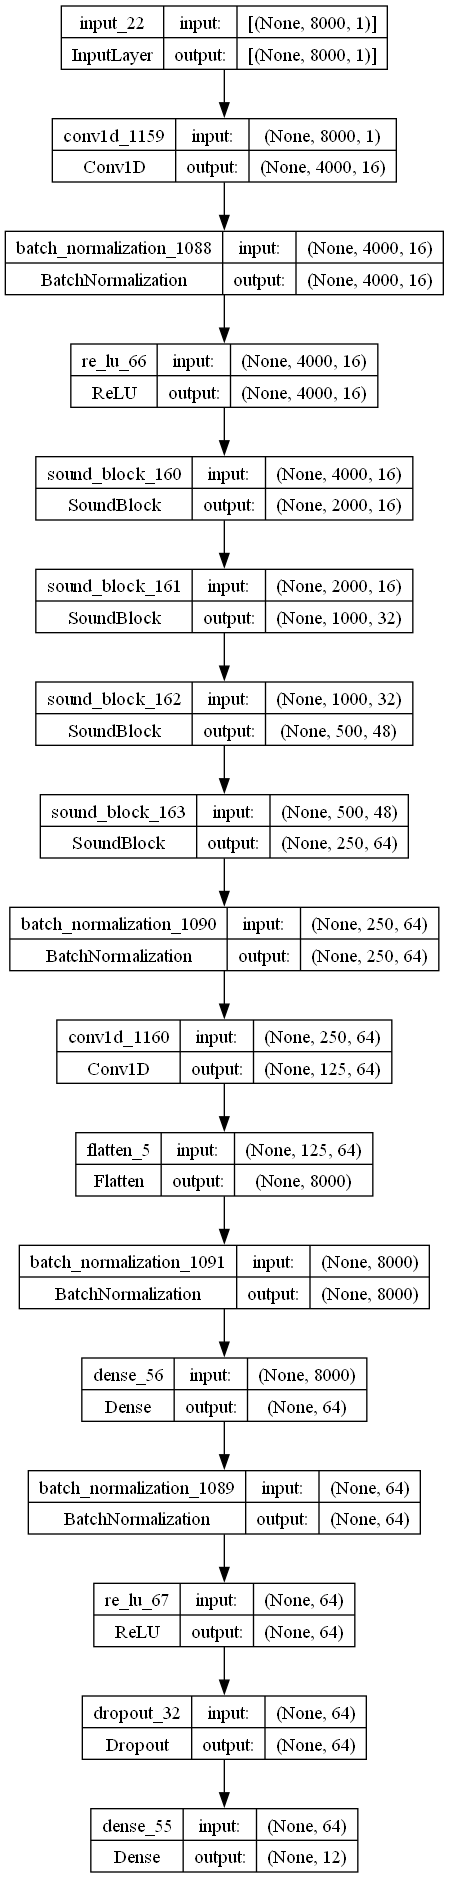 input_22 input: [(None, 8000, 1)]
InputLayer output: [(None, 8000, 1)]
conv1d_1159 input: (None, 8000, 1)
Conv1D output: (None, 4000, 16)
batch_normalization_1088 input: (None, 4000, 16)
BatchNormalization output: (None, 4000, 16)
re_lu_66 input: (None, 4000, 16)
ReLU output: (None, 4000, 16)
sound_block_160 input: (None, 4000, 16)
SoundBlock output: (None, 2000, 16)
sound_block_161 input: (None, 2000, 16)
SoundBlock output: (None, 1000, 32)
sound_block_162 input: (None, 1000, 32)
SoundBlock output: (None, 500, 48)
sound_block_163 input: (None, 500, 48)
SoundBlock output: (None, 250, 64)
batch_normalization_1090 input: (None, 250, 64)
BatchNormalization output: (None, 250, 64)
conv1d_1160 input: (None, 250, 64)
Conv1D output: (None, 125, 64)
flatten_5 input: (None, 125, 64)
Flatten output: (None, 8000)
batch_normalization_1091 input: (None, 8000)
BatchNormalization output: (None, 8000)
dense_56 input: (None, 8000)
Dense output: (None, 64)
batch_normalization_1089 input: (None, 64)
BatchNormalization output: (None, 64)
re_lu_67 input: (None, 64)
ReLU output: (None, 64)
dropout_32 input: (None, 64)
Dropout output: (None, 64)
dense_55 input: (None, 64)
Dense output: (None, 12)